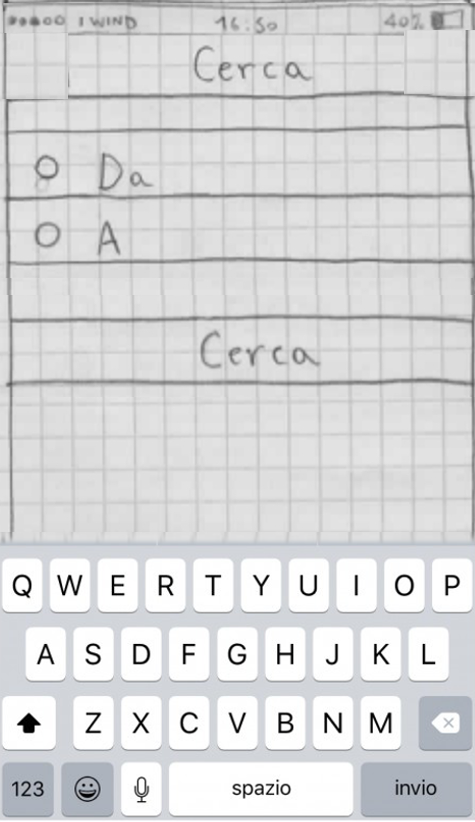 I WIND 16:50 40%
Cerca
Da
A
Cerca
Q W E R T Y U I O P
A S D F G H J K L
Z X C V B N M
123 spazio invio